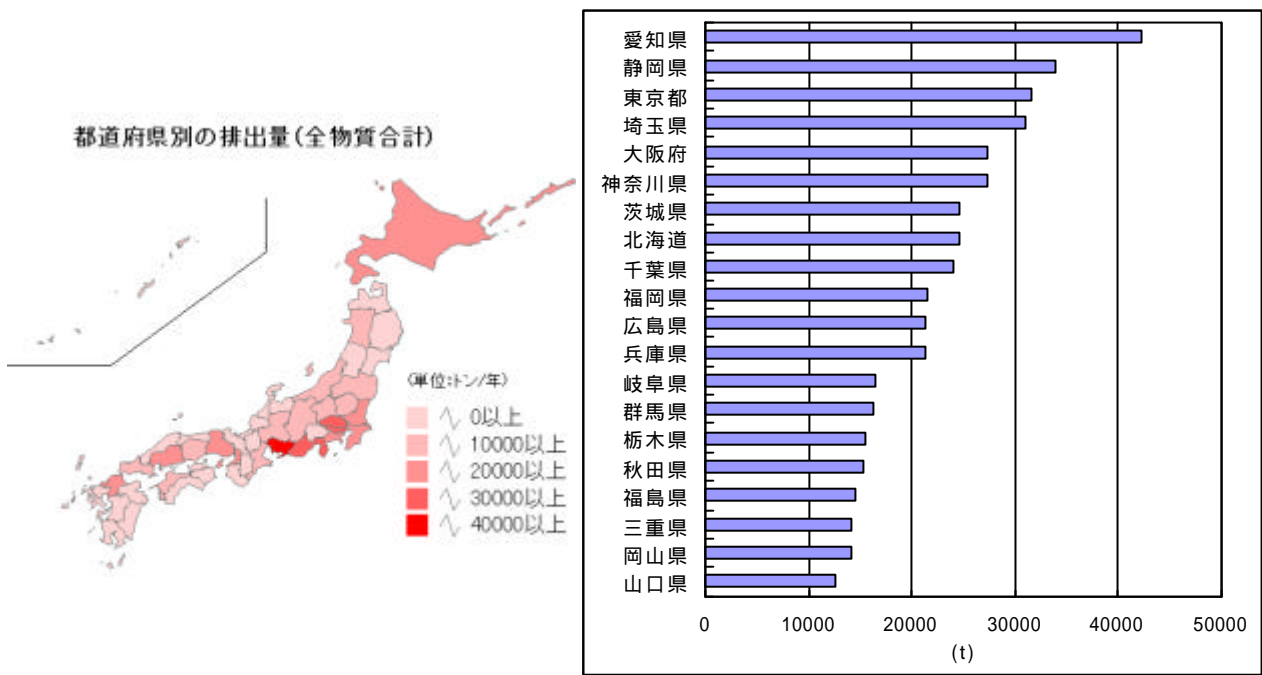 都道府県別の排出量(全物質合計)
(単位:トン/年)
0以上
10000以上
20000以上
30000以上
40000以上
愛知県
静岡県
東京都
埼玉県
大阪府
神奈川県
茨城県
北海道
千葉県
福岡県
広島県
兵庫県
岐阜県
群馬県
栃木県
秋田県
福島県
三重県
岡山県
山口県
0 10000 20000 30000 40000 50000
(t)